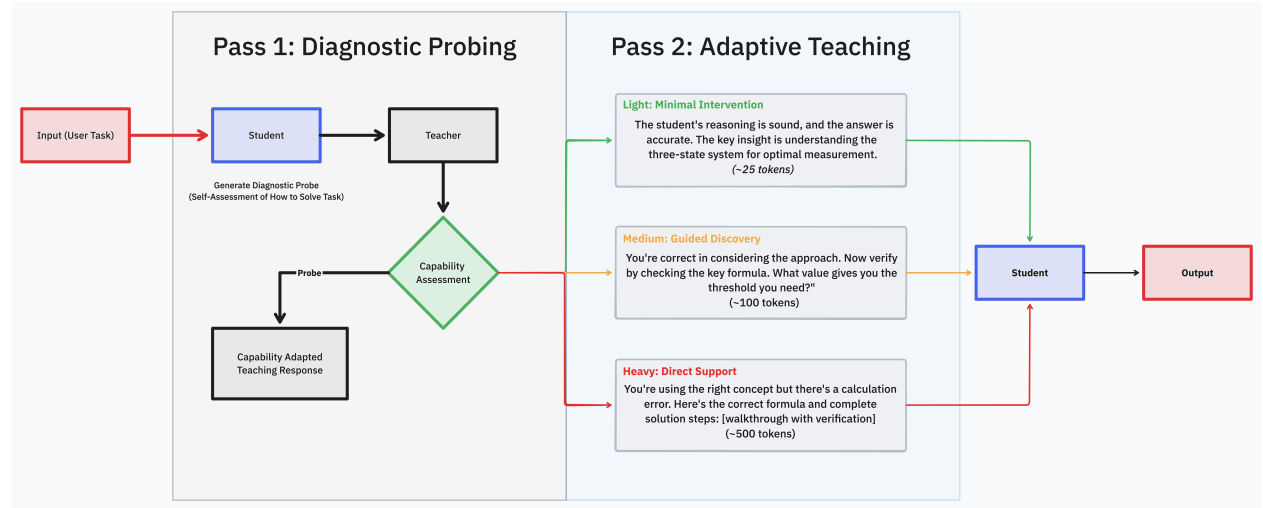 Pass 1: Diagnostic Probing
Pass 2: Adaptive Teaching
Input (User Task)
Student
Teacher
Generate Diagnostic Probe
(Self-Assessment of How to Solve Task)
Capability
Assessment
Probe
Capability Adapted
Teaching Response
Light: Minimal Intervention
The student's reasoning is sound, and the answer is
accurate. The key insight is understanding the
three-state system for optimal measurement.
(~25 tokens)
Medium: Guided Discovery
You're correct in considering the approach. Now verify
by checking the key formula. What value gives you the
threshold you need?"
(~100 tokens)
Heavy: Direct Support
You're using the right concept but there's a calculation
error. Here's the correct formula and complete
solution steps: [walkthrough with verification]
(~500 tokens)
Student
Output